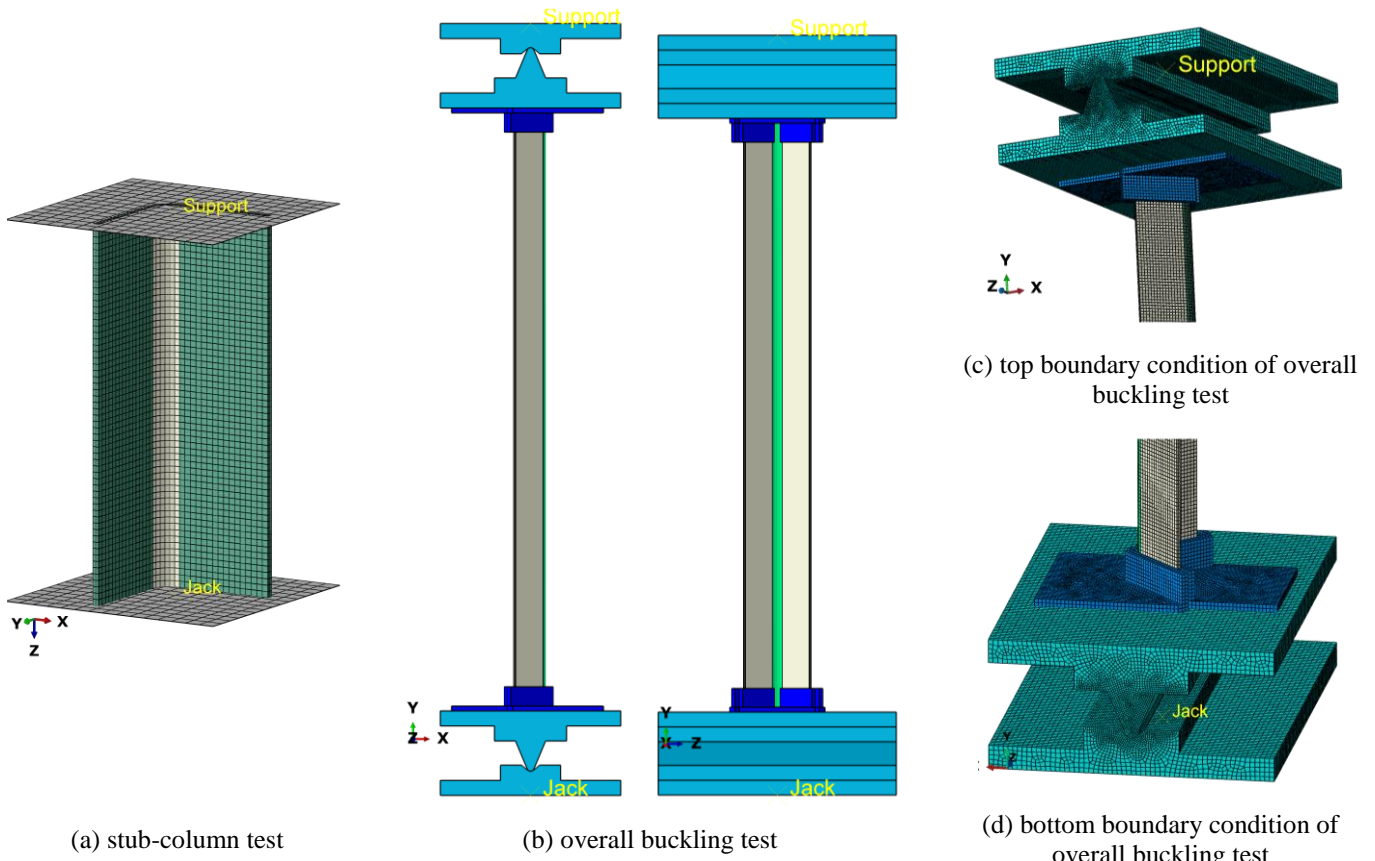 Support
Jack
Y X
Z
(a) stub-column test
Support
Support
Y
Z X
Y
X Z
Jack
Jack
(b) overall buckling test
Support
Y
Z X
(c) top boundary condition of overall
buckling test
Jack
Y
Z
(d) bottom boundary condition of
overall buckling test